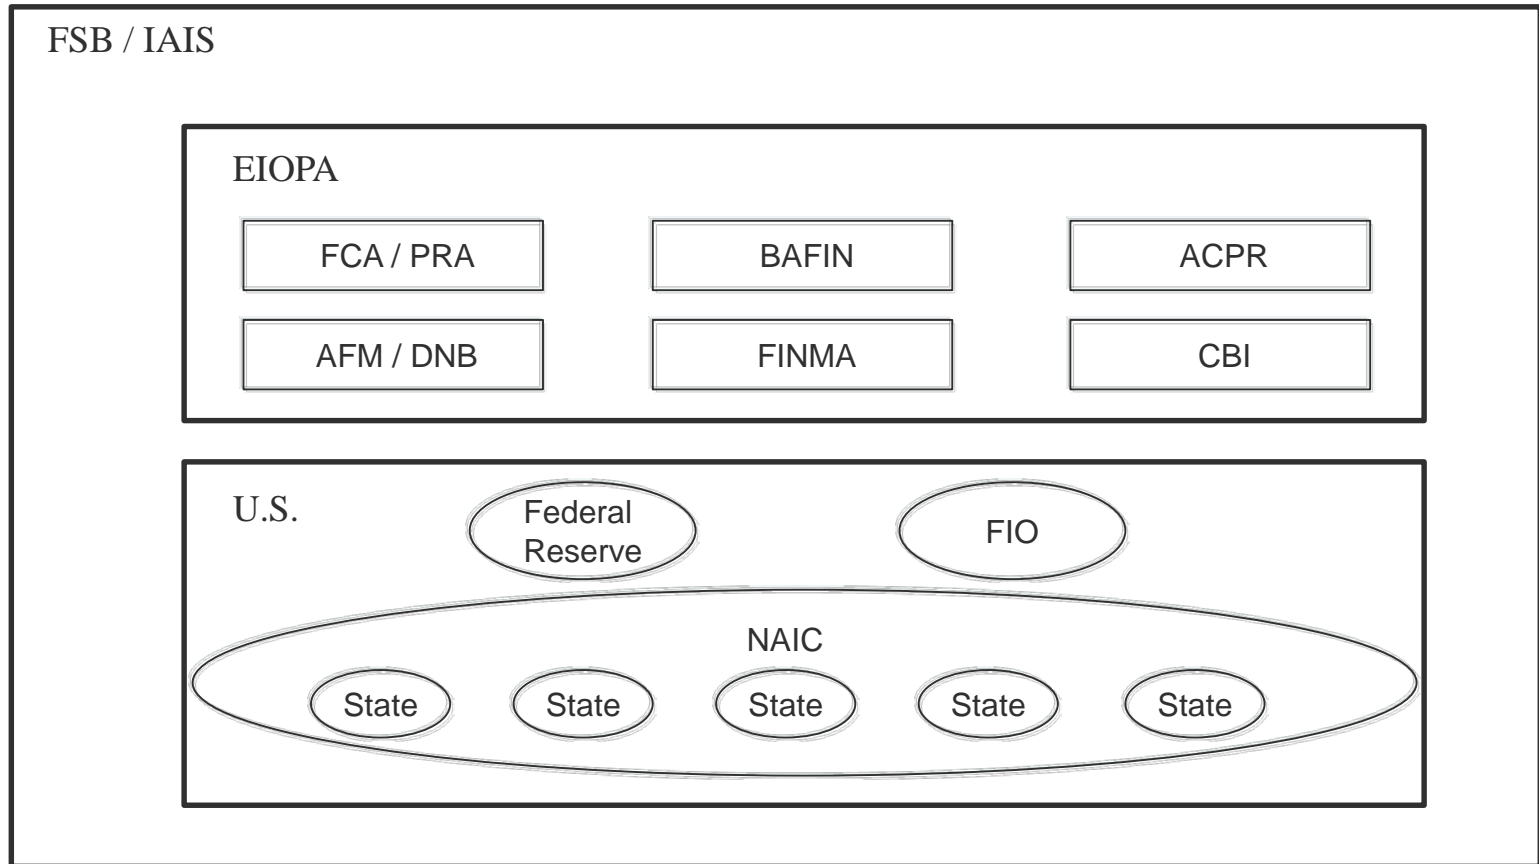 FSB / IAIS
EIOPA
FCA / PRA
BAFIN
ACPR
AFM / DNB
FINMA
CBI
U.S.
Federal
Reserve
FIO
NAIC
State
State
State
State
State